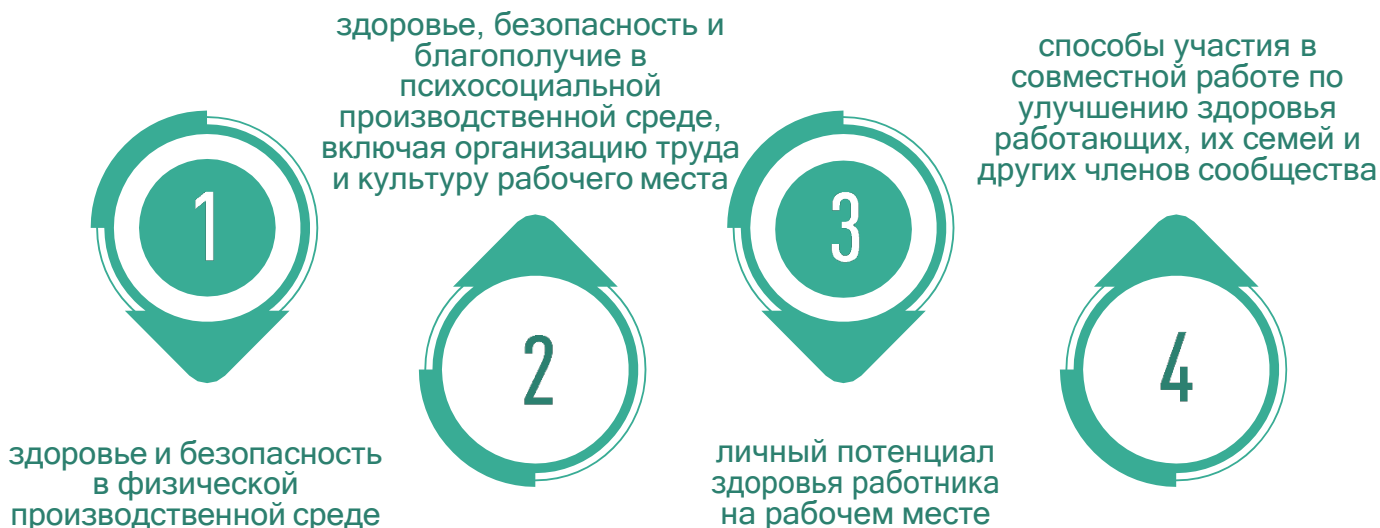 1
здоровье и безопасность
в физической
производственной среде
здоровье, безопасность и
благополучие в
психосоциальной
производственной среде,
включая организацию труда
и культуру рабочего места
2
3
личный потенциал
здоровья работника
на рабочем месте
способы участия в
совместной работе по
улучшению здоровья
работающих, их семей и
других членов сообщества
4